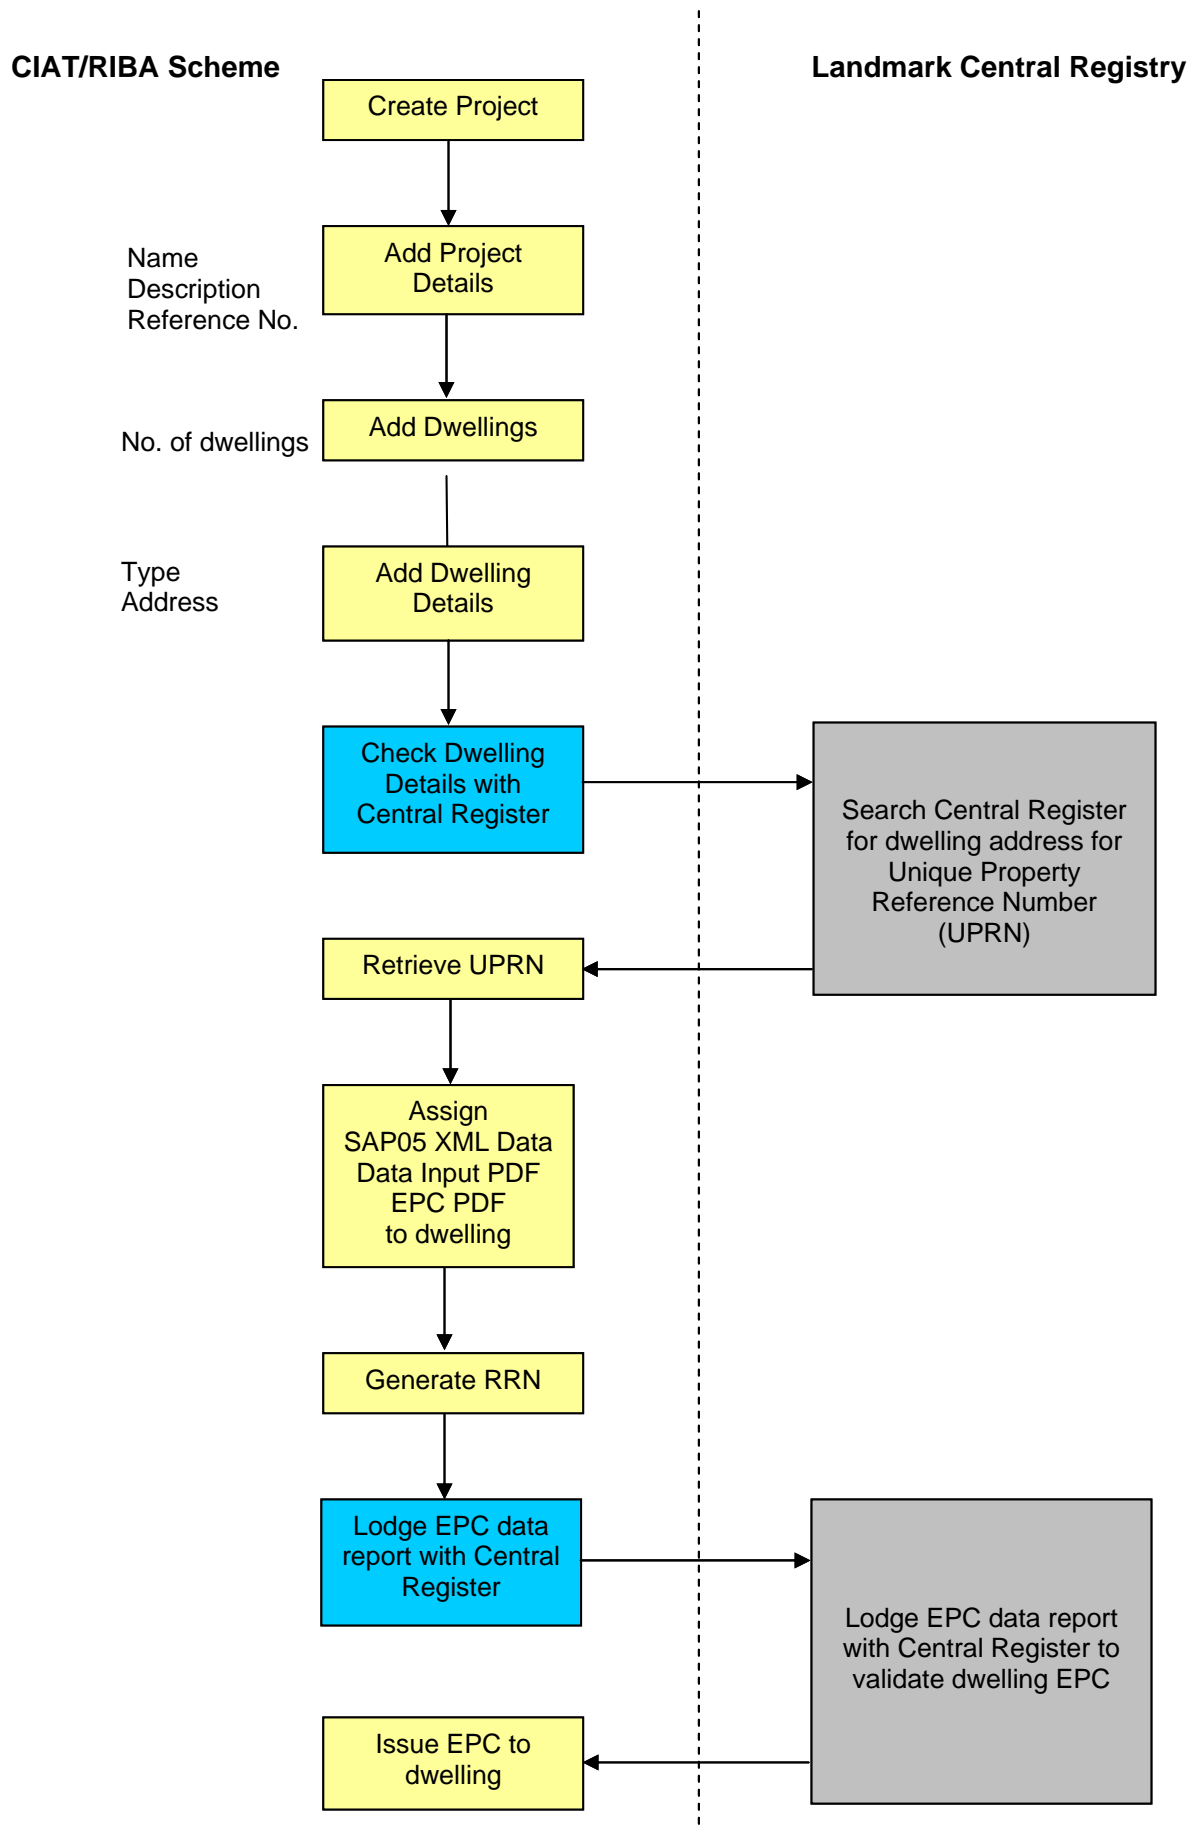 CIAT/RIBA Scheme
Landmark Central Registry
Create Project
Name
Description
Reference No.
Add Project
Details
No. of dwellings
Add Dwellings
Type
Address
Add Dwelling
Details
Check Dwelling
Details with
Central Register
Search Central Register
for dwelling address for
Unique Property
Reference Number
(UPRN)
Retrieve UPRN
Assign
SAP05 XML Data
Data Input PDF
EPC PDF
to dwelling
Generate RRN
Lodge EPC data
report with Central
Register
Lodge EPC data report
with Central Register to
validate dwelling EPC
Issue EPC to
dwelling